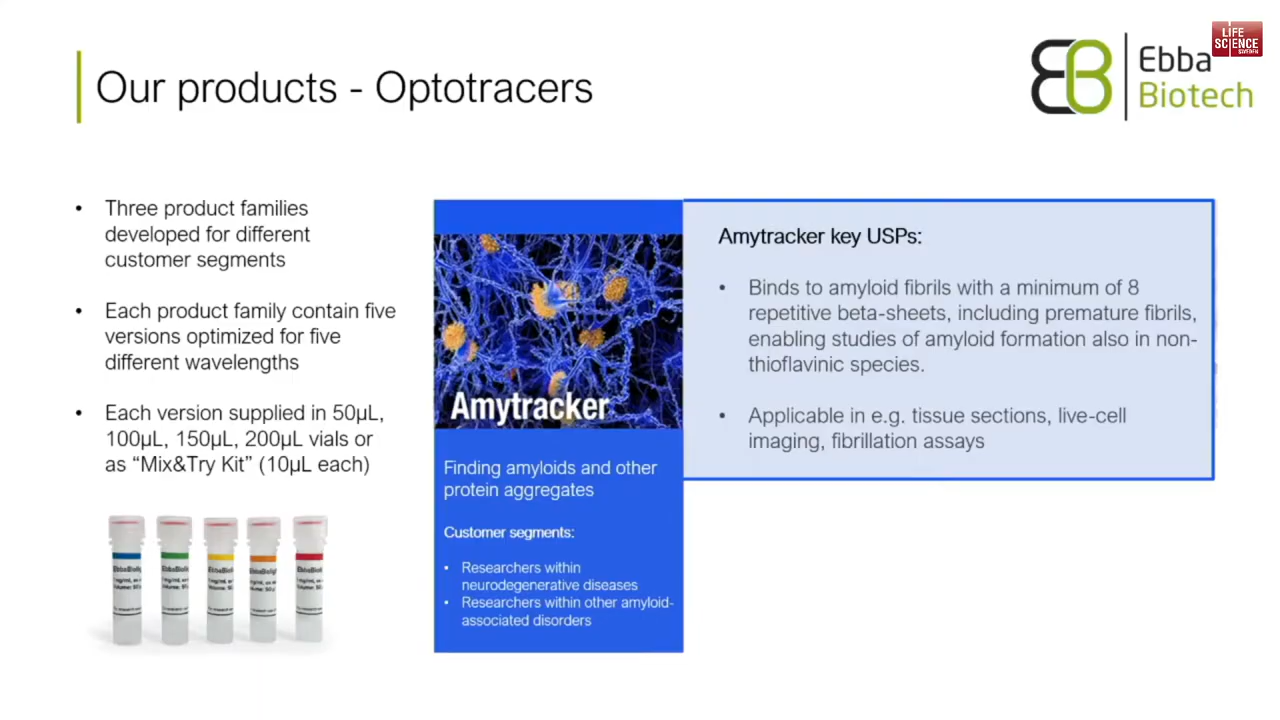 LIFE
SCIENCE
SWEDEN
Ebba
Biotech
Our products - Optotracers
• Three product families
developed for different
customer segments
• Each product family contain five
versions optimized for five
different wavelengths
• Each version supplied in 50µL,
100µL, 150µL, 200µL vials or
as “Mix&Try Kit” (10µL each)
Amytracker
Finding amyloids and other
protein aggregates
Customer segments:
• Researchers within
neurodegenerative diseases
• Researchers within other amyloid-
associated disorders
Amytracker key USPs:
• Binds to amyloid fibrils with a minimum of 8
repetitive beta-sheets, including premature fibrils,
enabling studies of amyloid formation also in non-
thioflavinic species.
• Applicable in e.g. tissue sections, live-cell
imaging, fibrillation assays